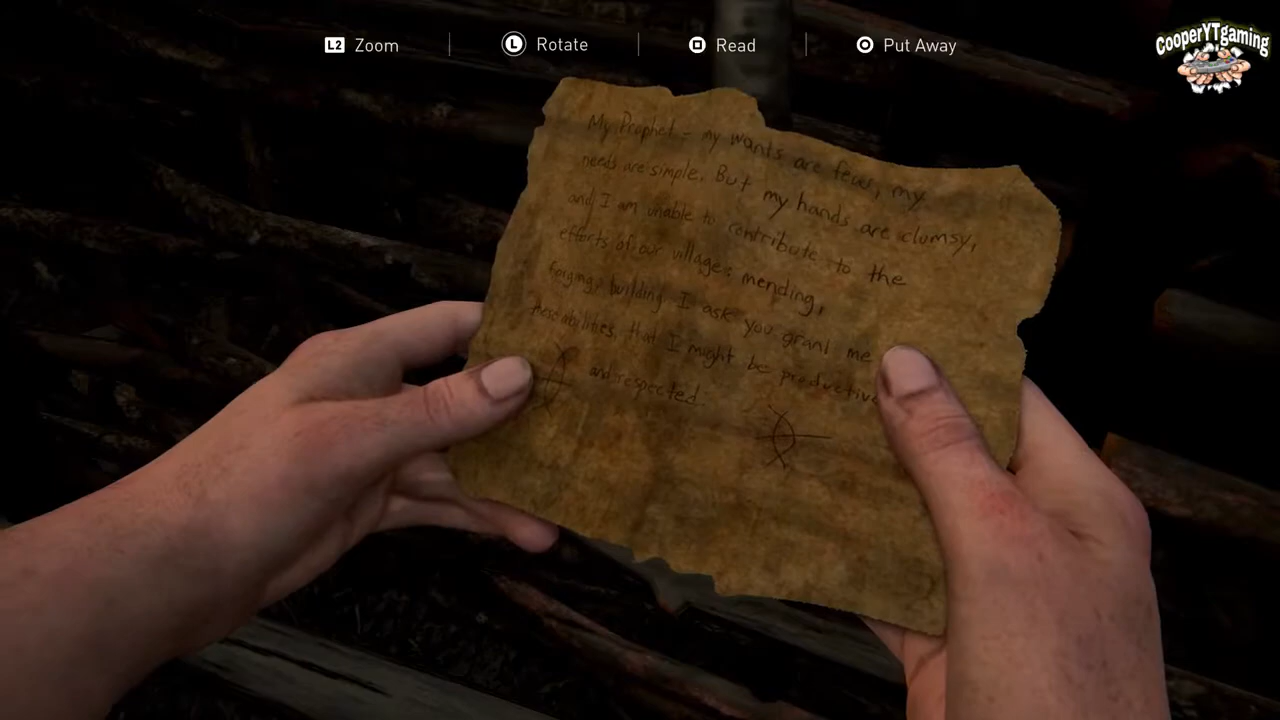 L2 Zoom
L Rotate
Read
Put Away
CooperYTgaming
My Prophet - my wants are few, my
needs are simple. But my hands are clumsy,
and I am unable to contribute to the
efforts of our village: mending,
forging, building. I ask you grant me
these abilities, that I might be productive
and respected.